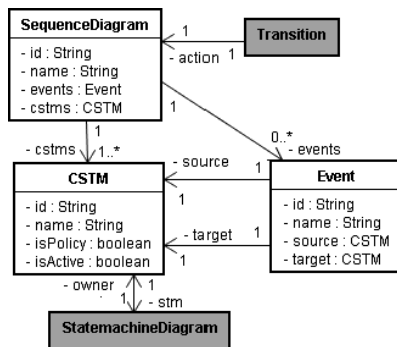 SequenceDiagram
- id : String
- name : String
- events : Event
- cstms : CSTM
1
- action
1
Transition
1
- cstms
1..*
1
0..*
- events
CSTM
- id : String
- name : String
- isPolicy : boolean
- isActive : boolean
- source
1
1
- target
1
1
Event
- id : String
- name : String
- source : CSTM
- target : CSTM
- owner
1
1
- stm
StatemachineDiagram